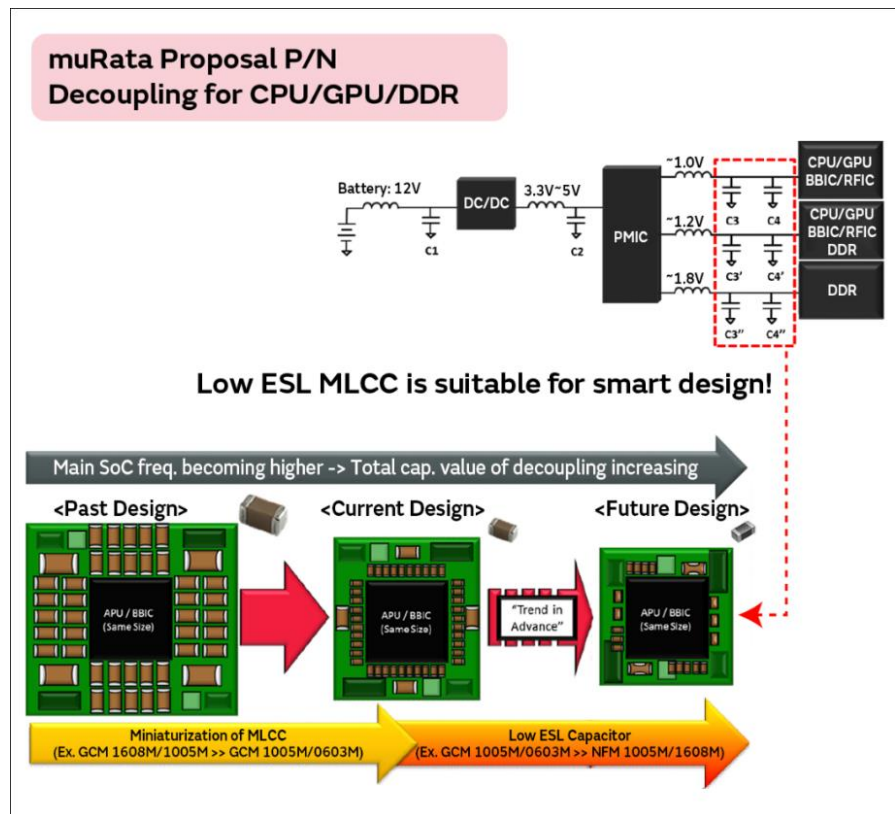 muRata Proposal P/N
Decoupling for CPU/GPU/DDR
Battery: 12V
C1
DC/DC
3.3V~5V
C2
PMIC
~1.0V
C3
C4
CPU/GPU
BBIC/RFIC
~1.2V
C3'
C4'
CPU/GPU
BBIC/RFIC
DDR
~1.8V
C3''
C4''
DDR
Low ESL MLCC is suitable for smart design!
Main SoC freq. becoming higher -> Total cap. value of decoupling increasing
<Past Design>
<Current Design>
<Future Design>
APU / BBIC
(Same Size)
APU / BBIC
(Same Size)
"Trend in
Advance"
APU / BBIC
(Same Size)
Miniaturization of MLCC
(Ex. GCM 1608M/1005M >> GCM 1005M/0603M)
Low ESL Capacitor
(Ex. GCM 1005M/0603M >> NFM 1005M/1608M)